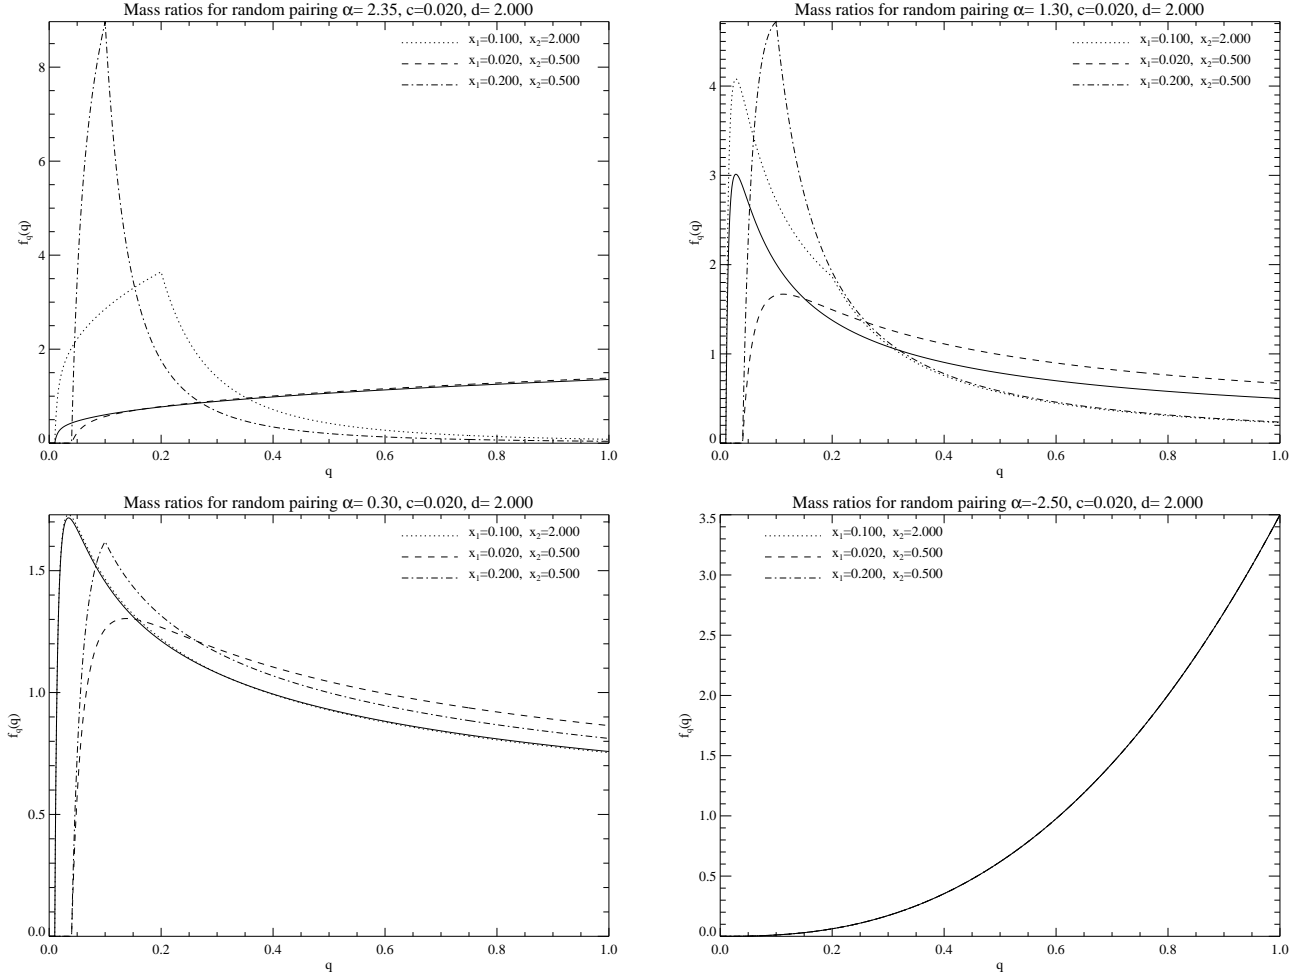 Mass ratios for random pairing α= 2.35, c=0.020, d= 2.000
x₁=0.100, x₂=2.000
x₁=0.020, x₂=0.500
x₁=0.200, x₂=0.500
8
6
4
2
0
f_q(q)
0.0 0.2 0.4 0.6 0.8 1.0
q
Mass ratios for random pairing α= 1.30, c=0.020, d= 2.000
x₁=0.100, x₂=2.000
x₁=0.020, x₂=0.500
x₁=0.200, x₂=0.500
4
3
2
1
0
f_q(q)
0.0 0.2 0.4 0.6 0.8 1.0
q
Mass ratios for random pairing α= 0.30, c=0.020, d= 2.000
x₁=0.100, x₂=2.000
x₁=0.020, x₂=0.500
x₁=0.200, x₂=0.500
1.5
1.0
0.5
0.0
f_q(q)
0.0 0.2 0.4 0.6 0.8 1.0
q
Mass ratios for random pairing α=-2.50, c=0.020, d= 2.000
x₁=0.100, x₂=2.000
x₁=0.020, x₂=0.500
x₁=0.200, x₂=0.500
3.5
3.0
2.5
2.0
1.5
1.0
0.5
0.0
f_q(q)
0.0 0.2 0.4 0.6 0.8 1.0
q